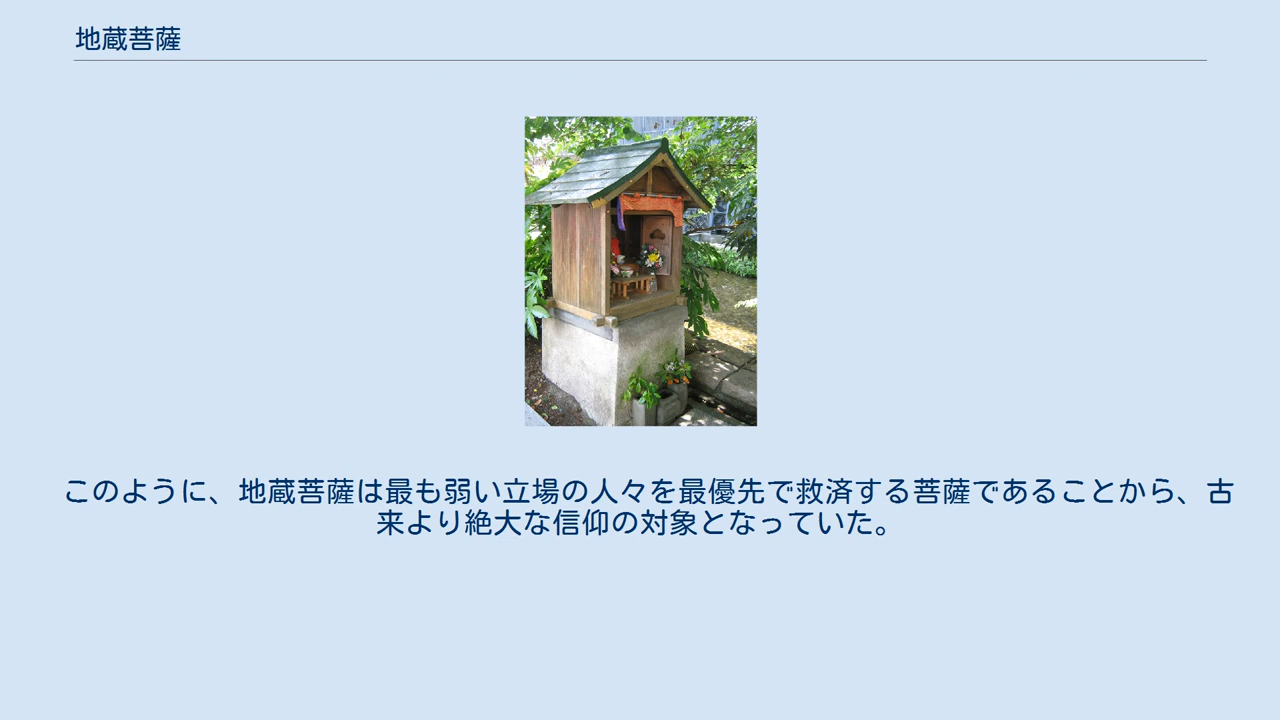 地蔵菩薩
このように、地蔵菩薩は最も弱い立場の人々を最優先で救済する菩薩であることから、古
来より絶大な信仰の対象となっていた。